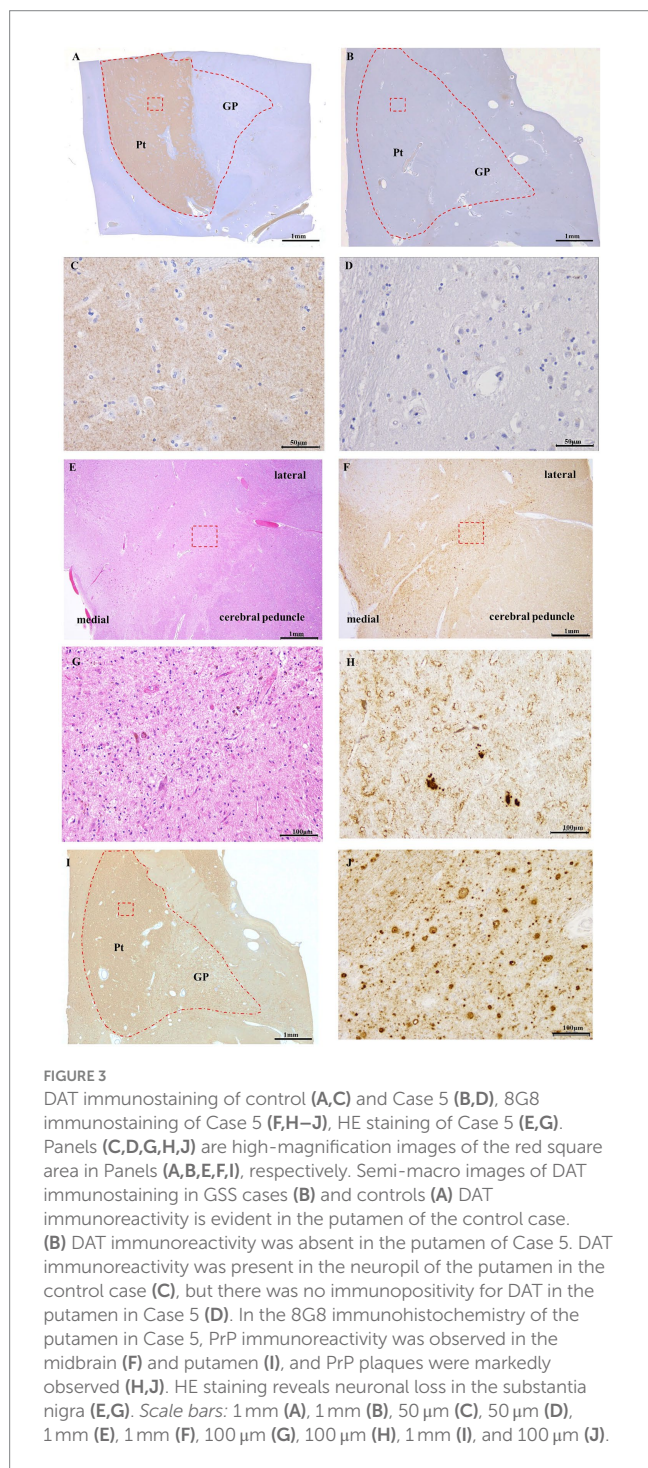 A
GP
Pt
1mm
B
Pt
GP
1mm
C
50μm
D
50μm
E
lateral
medial
cerebral peduncle
1mm
F
lateral
medial
cerebral peduncle
1mm
G
100μm
H
100μm
I
Pt
GP
1mm
J
100μm
FIGURE 3
DAT immunostaining of control (A,C) and Case 5 (B,D), 8G8
immunostaining of Case 5 (F,H–J), HE staining of Case 5 (E,G).
Panels (C,D,G,H,J) are high-magnification images of the red square
area in Panels (A,B,E,F,I), respectively. Semi-macro images of DAT
immunostaining in GSS cases (B) and controls (A) DAT
immunoreactivity is evident in the putamen of the control case.
(B) DAT immunoreactivity was absent in the putamen of Case 5. DAT
immunoreactivity was present in the neuropil of the putamen in the
control case (C), but there was no immunopositivity for DAT in the
putamen in Case 5 (D). In the 8G8 immunohistochemistry of the
putamen in Case 5, PrP immunoreactivity was observed in the
midbrain (F) and putamen (I), and PrP plaques were markedly
observed (H,J). HE staining reveals neuronal loss in the substantia
nigra (E,G). Scale bars: 1 mm (A), 1 mm (B), 50 μm (C), 50 μm (D),
1 mm (E), 1 mm (F), 100 μm (G), 100 μm (H), 1 mm (I), and 100 μm (J).